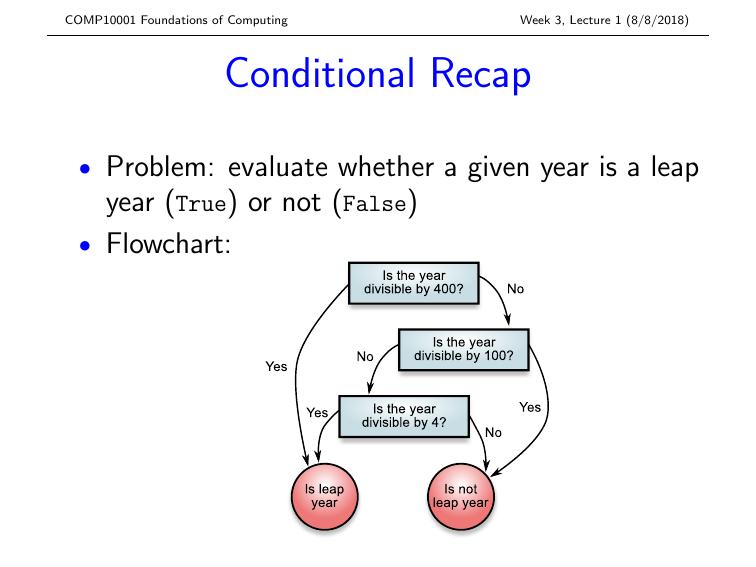 COMP10001 Foundations of Computing
Week 3, Lecture 1 (8/8/2018)
Conditional Recap
• Problem: evaluate whether a given year is a leap
year (True) or not (False)
• Flowchart:
Is the year
divisible by 400?
No
Is the year
divisible by 100?
No
Yes
Is the year
divisible by 4?
Yes
Yes
No
Is leap
year
Is not
leap year